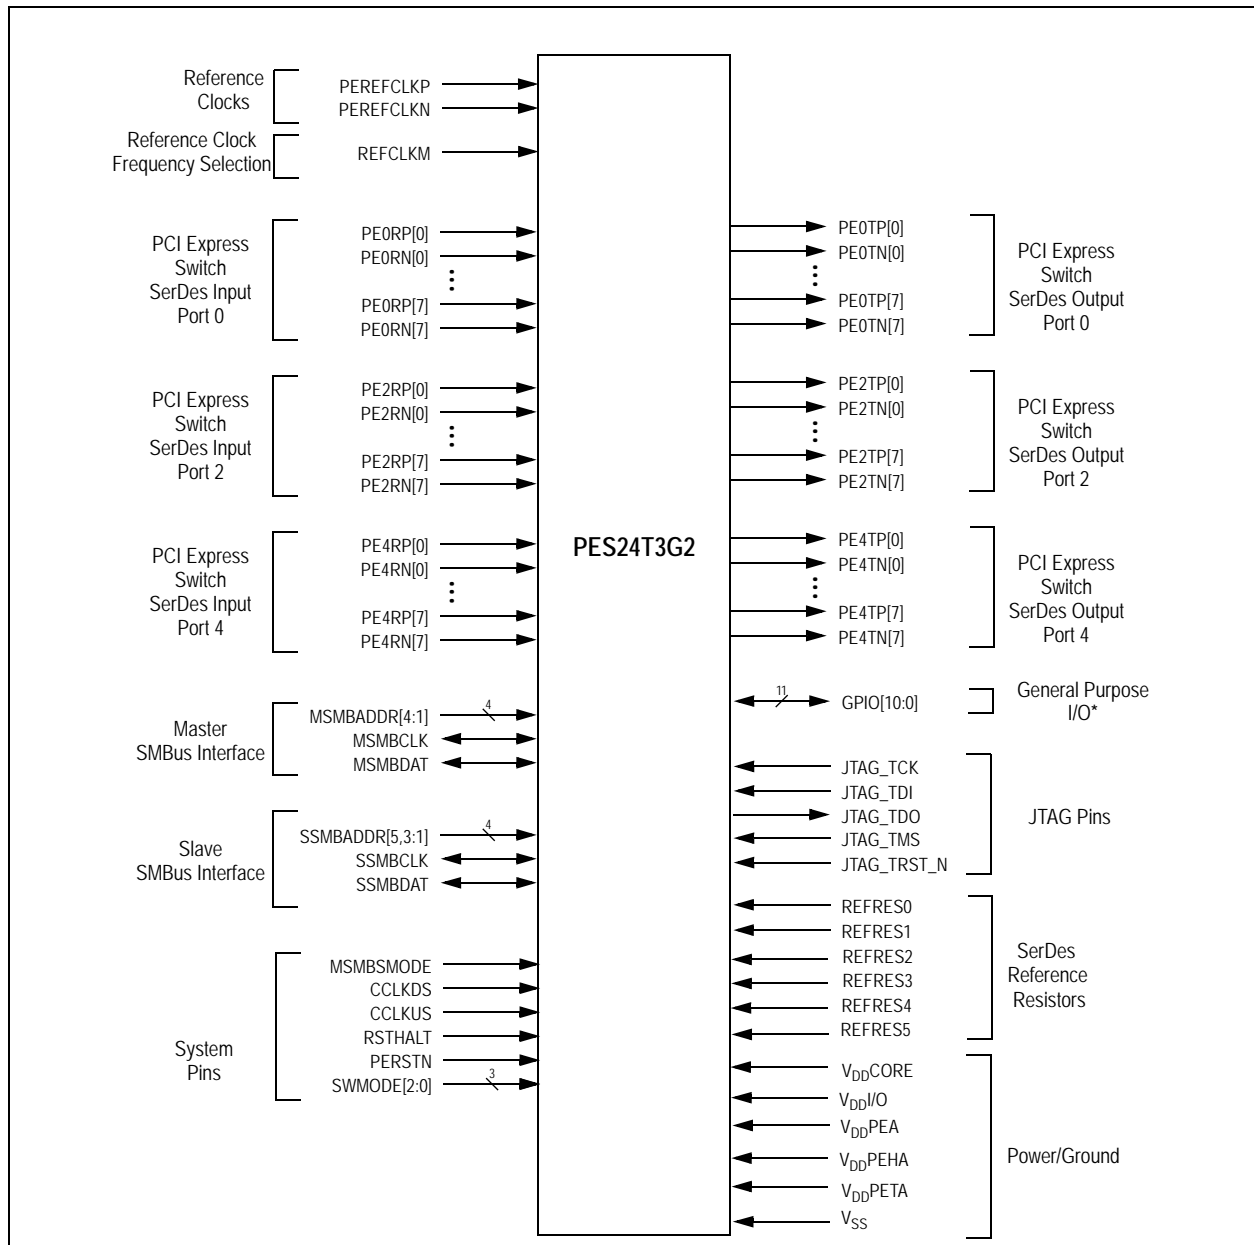 Reference
Clocks
PEREFCLKP
PEREFCLKN
Reference Clock
Frequency Selection
REFCLKM
PCI Express
Switch
SerDes Input
Port 0
PE0RP[0]
PE0RN[0]
PE0RP[7]
PE0RN[7]
PCI Express
Switch
SerDes Input
Port 2
PE2RP[0]
PE2RN[0]
PE2RP[7]
PE2RN[7]
PCI Express
Switch
SerDes Input
Port 4
PE4RP[0]
PE4RN[0]
PE4RP[7]
PE4RN[7]
Master
SMBus Interface
MSMBADDR[4:1]
4
MSMBCLK
MSMBDAT
Slave
SMBus Interface
SSMBADDR[5,3:1]
4
SSMBCLK
SSMBDAT
System
Pins
MSMBSMODE
CCLKDS
CCLKUS
RSTHALT
PERSTN
SWMODE[2:0]
3
PES24T3G2
PE0TP[0]
PE0TN[0]
PE0TP[7]
PE0TN[7]
PCI Express
Switch
SerDes Output
Port 0
PE2TP[0]
PE2TN[0]
PE2TP[7]
PE2TN[7]
PCI Express
Switch
SerDes Output
Port 2
PE4TP[0]
PE4TN[0]
PE4TP[7]
PE4TN[7]
PCI Express
Switch
SerDes Output
Port 4
11
GPIO[10:0]
General Purpose
I/O*
JTAG_TCK
JTAG_TDI
JTAG_TDO
JTAG_TMS
JTAG_TRST_N
JTAG Pins
REFRES0
REFRES1
REFRES2
REFRES3
REFRES4
REFRES5
SerDes
Reference
Resistors
VDDCORE
VDDI/O
VDDPEA
VDDPEHA
VDDPETA
VSS
Power/Ground